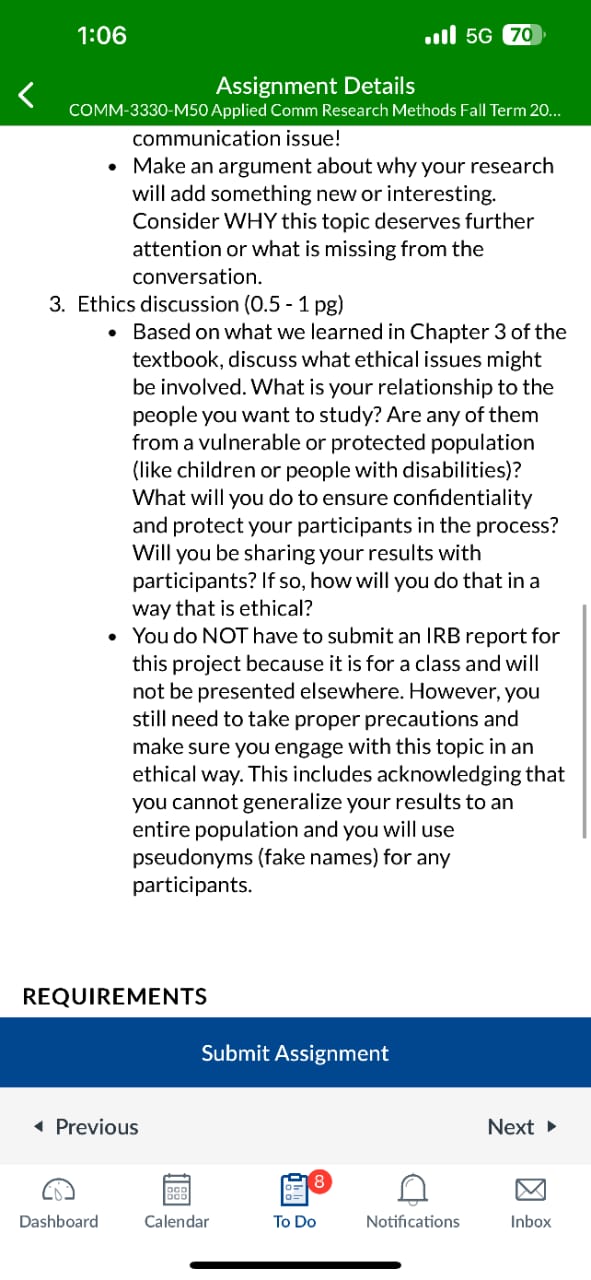 1:06
5G 70
Assignment Details
COMM-3330-M50 Applied Comm Research Methods Fall Term 20...
communication issue!
• Make an argument about why your research
will add something new or interesting.
Consider WHY this topic deserves further
attention or what is missing from the
conversation.
3. Ethics discussion (0.5 - 1 pg)
• Based on what we learned in Chapter 3 of the
textbook, discuss what ethical issues might
be involved. What is your relationship to the
people you want to study? Are any of them
from a vulnerable or protected population
(like children or people with disabilities)?
What will you do to ensure confidentiality
and protect your participants in the process?
Will you be sharing your results with
participants? If so, how will you do that in a
way that is ethical?
• You do NOT have to submit an IRB report for
this project because it is for a class and will
not be presented elsewhere. However, you
still need to take proper precautions and
make sure you engage with this topic in an
ethical way. This includes acknowledging that
you cannot generalize your results to an
entire population and you will use
pseudonyms (fake names) for any
participants.
REQUIREMENTS
Submit Assignment
Previous
Next
8
Dashboard
Calendar
To Do
Notifications
Inbox